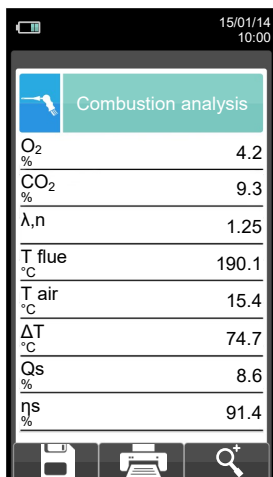 15/01/14
10:00
Combustion analysis
O₂
%
4.2
CO₂
%
9.3
λ,n
1.25
T flue
°C
190.1
T air
°C
15.4
ΔT
°C
74.7
Qs
%
8.6
ηs
%
91.4